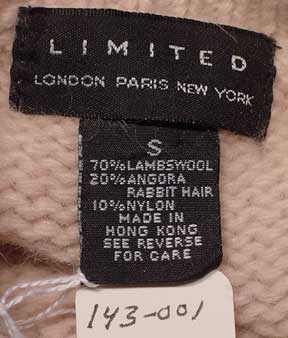 LIMITED
LONDON PARIS NEW YORK
S
70% LAMBSWOOL
20% ANGORA
RABBIT HAIR
10% NYLON
MADE IN
HONG KONG
SEE REVERSE
FOR CARE
143-001